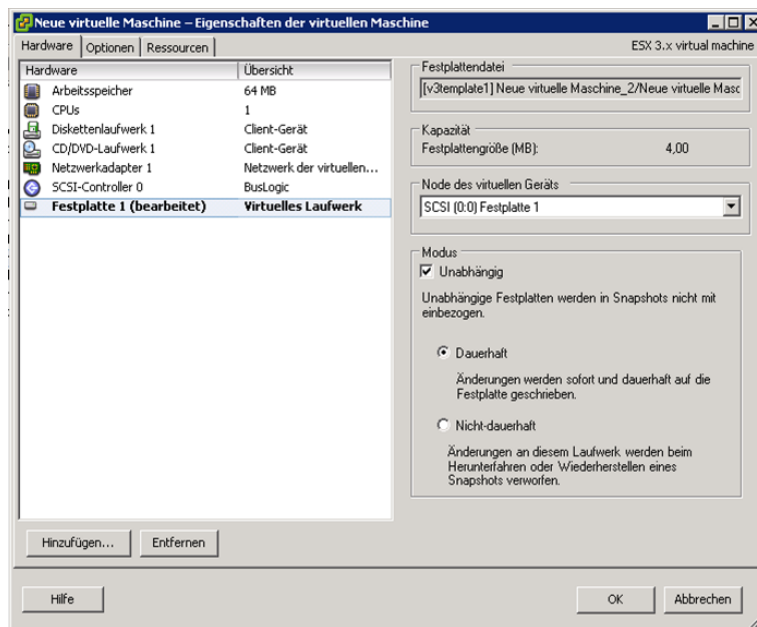 Neue virtuelle Maschine – Eigenschaften der virtuellen Maschine
Hardware Optionen Ressourcen ESX 3.x virtual machine
Hardware Übersicht
Arbeitsspeicher 64 MB
CPUs 1
Diskettenlaufwerk 1 Client-Gerät
CD/DVD-Laufwerk 1 Client-Gerät
Netzwerkadapter 1 Netzwerk der virtuellen...
SCSI-Controller 0 BusLogic
Festplatte 1 (bearbeitet) Virtuelles Laufwerk
Festplattendatei
[v3template1] Neue virtuelle Maschine_2/Neue virtuelle Masc
Kapazität
Festplattengröße (MB): 4,00
Node des virtuellen Geräts
SCSI (0:0) Festplatte 1
Modus
Unabhängig
Unabhängige Festplatten werden in Snapshots nicht mit
einbezogen.
Dauerhaft
Änderungen werden sofort und dauerhaft auf die
Festplatte geschrieben.
Nicht-dauerhaft
Änderungen an diesem Laufwerk werden beim
Herunterfahren oder Wiederherstellen eines
Snapshots verworfen.
Hinzufügen... Entfernen
Hilfe OK Abbrechen